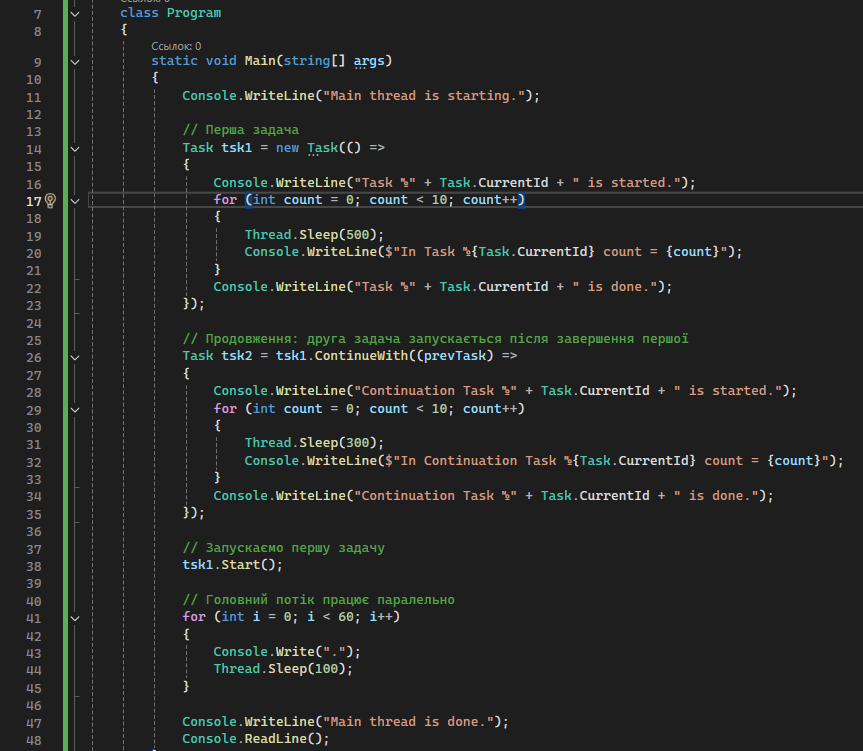 7 class Program
8 {
Ссылок: 0
9 static void Main(string[] args)
10 {
11 Console.WriteLine("Main thread is starting.");
12
13 // Перша задача
14 Task tsk1 = new Task(() =>
15 {
16 Console.WriteLine("Task №" + Task.CurrentId + " is started.");
17 for (int count = 0; count < 10; count++)
18 {
19 Thread.Sleep(500);
20 Console.WriteLine($"In Task №{Task.CurrentId} count = {count}");
21 }
22 Console.WriteLine("Task №" + Task.CurrentId + " is done.");
23 });
24
25 // Продовження: друга задача запускається після завершення першої
26 Task tsk2 = tsk1.ContinueWith((prevTask) =>
27 {
28 Console.WriteLine("Continuation Task №" + Task.CurrentId + " is started.");
29 for (int count = 0; count < 10; count++)
30 {
31 Thread.Sleep(300);
32 Console.WriteLine($"In Continuation Task №{Task.CurrentId} count = {count}");
33 }
34 Console.WriteLine("Continuation Task №" + Task.CurrentId + " is done.");
35 });
36
37 // Запускаємо першу задачу
38 tsk1.Start();
39
40 // Головний потік працює паралельно
41 for (int i = 0; i < 60; i++)
42 {
43 Console.Write(".");
44 Thread.Sleep(100);
45 }
46
47 Console.WriteLine("Main thread is done.");
48 Console.ReadLine();